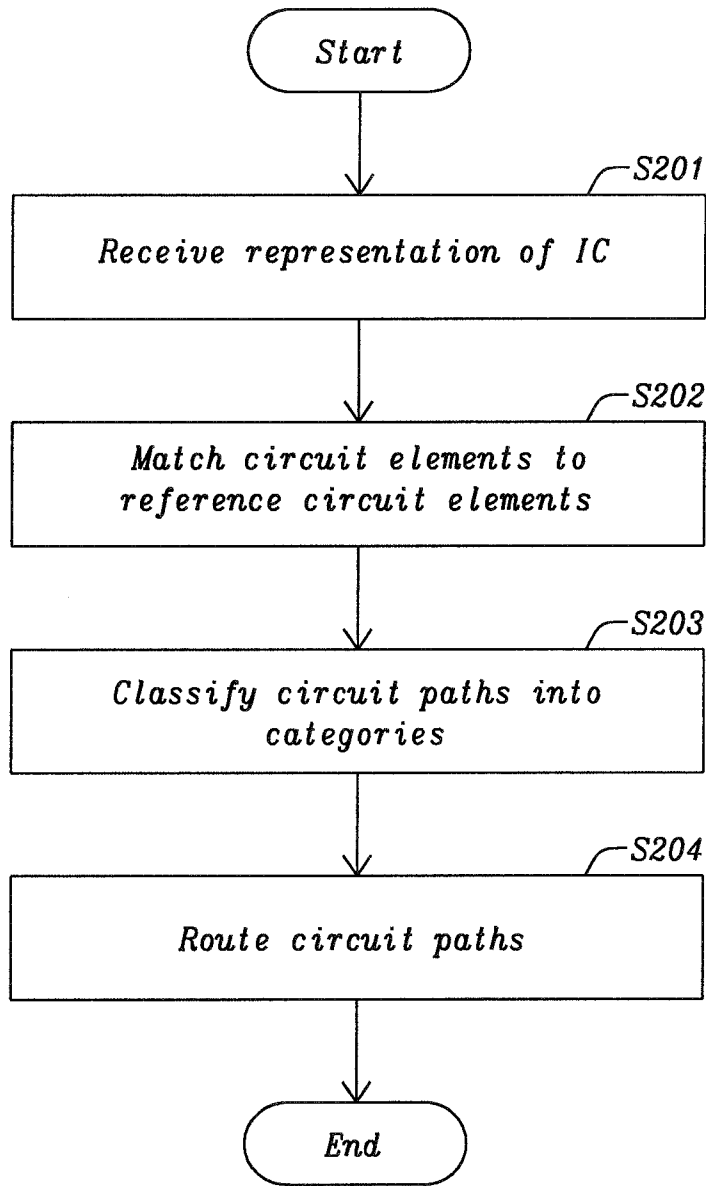 Start
S201
Receive representation of IC
S202
Match circuit elements to
reference circuit elements
S203
Classify circuit paths into
categories
S204
Route circuit paths
End